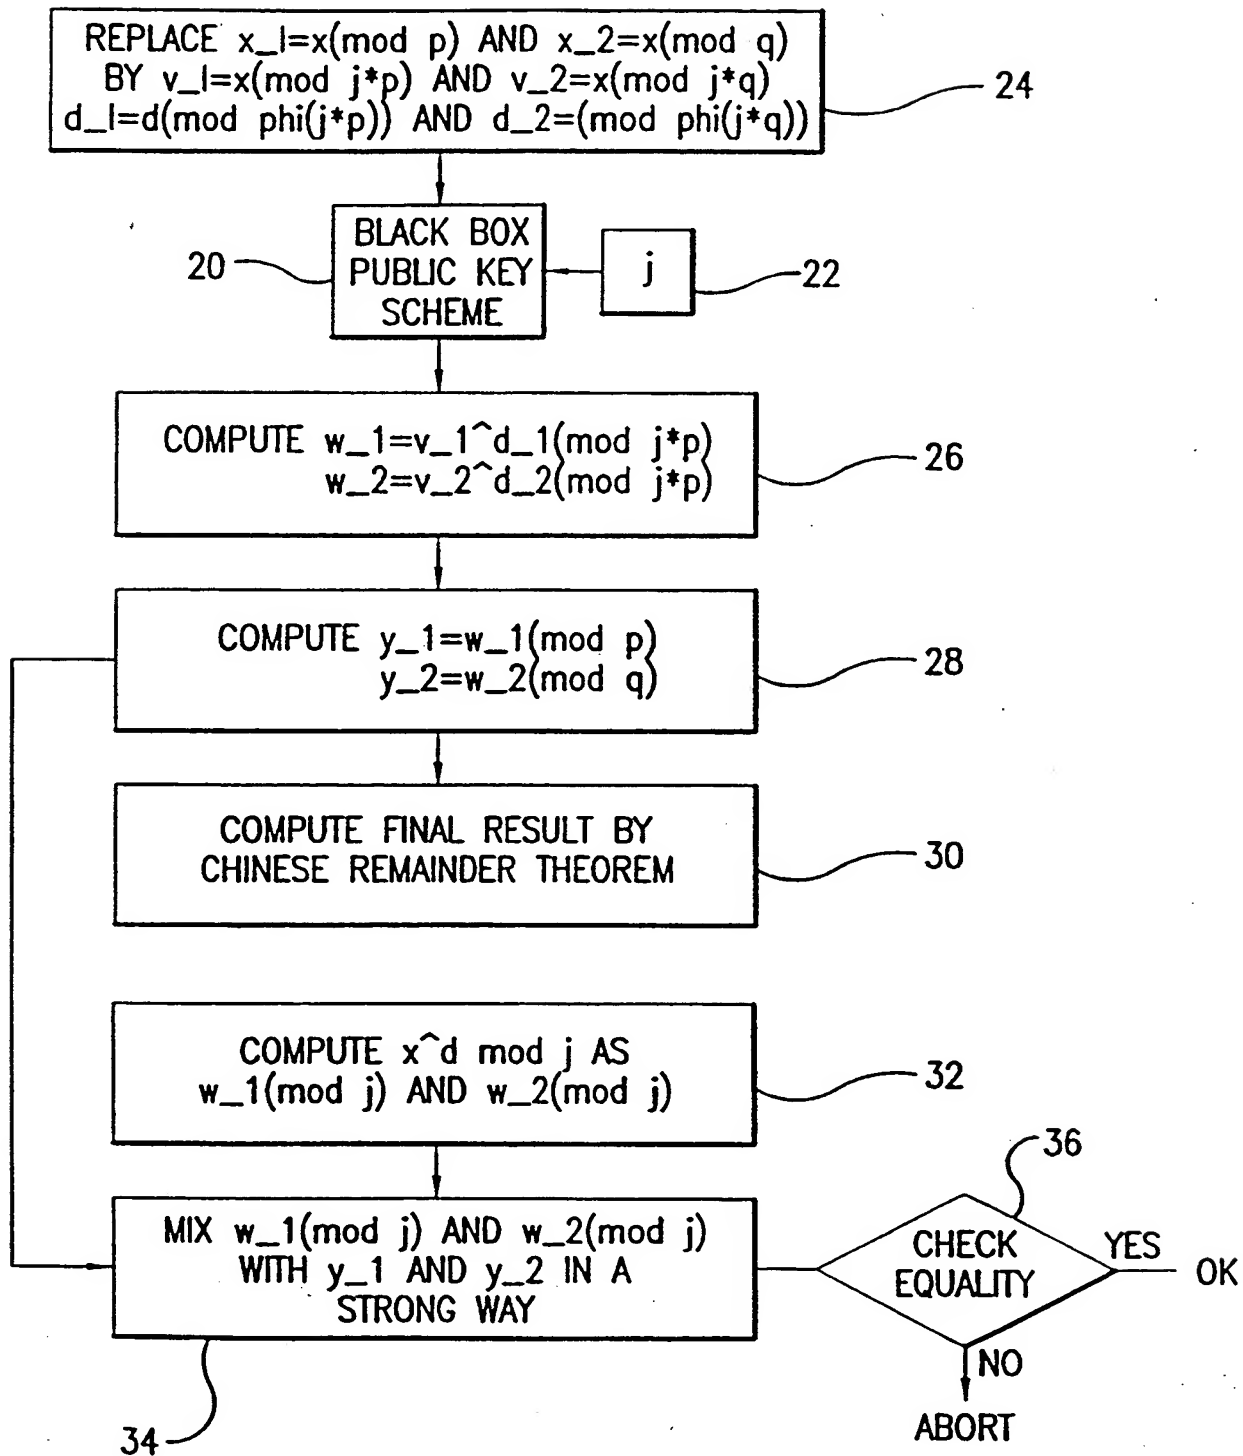 REPLACE x_1=x(mod p) AND x_2=x(mod q)
BY v_1=x(mod j*p) AND v_2=x(mod j*q)
d_1=d(mod phi(j*p)) AND d_2=(mod phi(j*q))
24
BLACK BOX
PUBLIC KEY
SCHEME
20
j
22
COMPUTE w_1=v_1^d_1(mod j*p)
w_2=v_2^d_2(mod j*p)
26
COMPUTE y_1=w_1(mod p)
y_2=w_2(mod q)
28
COMPUTE FINAL RESULT BY
CHINESE REMAINDER THEOREM
30
COMPUTE x^d mod j AS
w_1(mod j) AND w_2(mod j)
32
MIX w_1(mod j) AND w_2(mod j)
WITH y_1 AND y_2 IN A
STRONG WAY
34
36
CHECK
EQUALITY
YES
OK
NO
ABORT